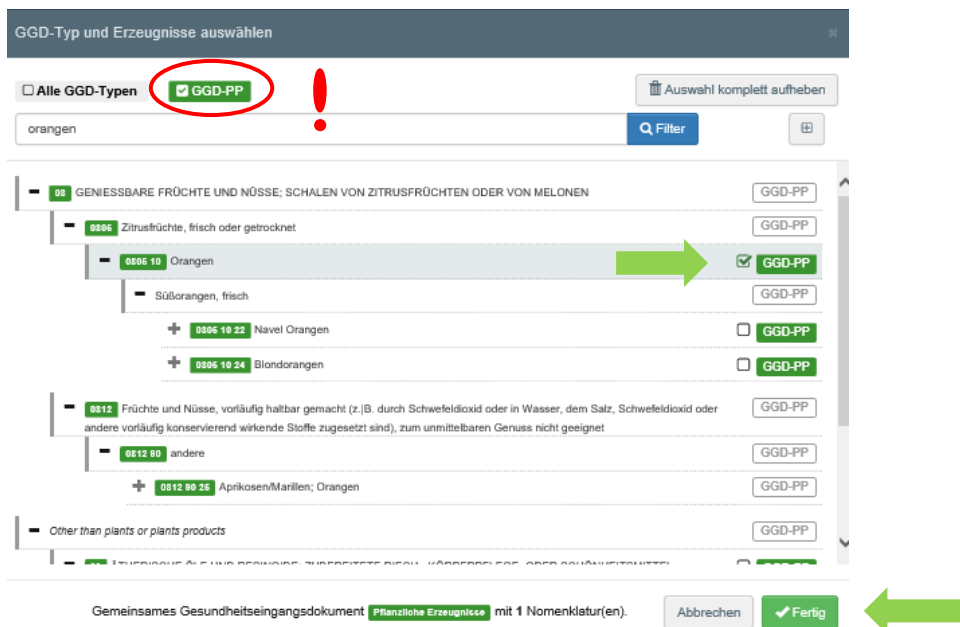 GGD-Typ und Erzeugnisse auswählen ×
Alle GGD-Typen GGD-PP ! Auswahl komplett aufheben
orangen Filter
08 GENIESSBARE FRÜCHTE UND NÜSSE; SCHALEN VON ZITRUSFRÜCHTEN ODER VON MELONEN GGD-PP
0805 Zitrusfrüchte, frisch oder getrocknet GGD-PP
0805 10 Orangen GGD-PP
Süßorangen, frisch GGD-PP
0805 10 22 Navel Orangen GGD-PP
0805 10 24 Blondorangen GGD-PP
0812 Früchte und Nüsse, vorläufig haltbar gemacht (z.|B. durch Schwefeldioxid oder in Wasser, dem Salz, Schwefeldioxid oder GGD-PP
andere vorläufig konservierend wirkende Stoffe zugesetzt sind), zum unmittelbaren Genuss nicht geeignet
0812 90 andere GGD-PP
0812 90 25 Aprikosen/Marillen; Orangen GGD-PP
Other than plants or plants products GGD-PP
Gemeinsames Gesundheitseingangsdokument Pflanzliche Erzeugnisse mit 1 Nomenklatur(en). Abbrechen Fertig